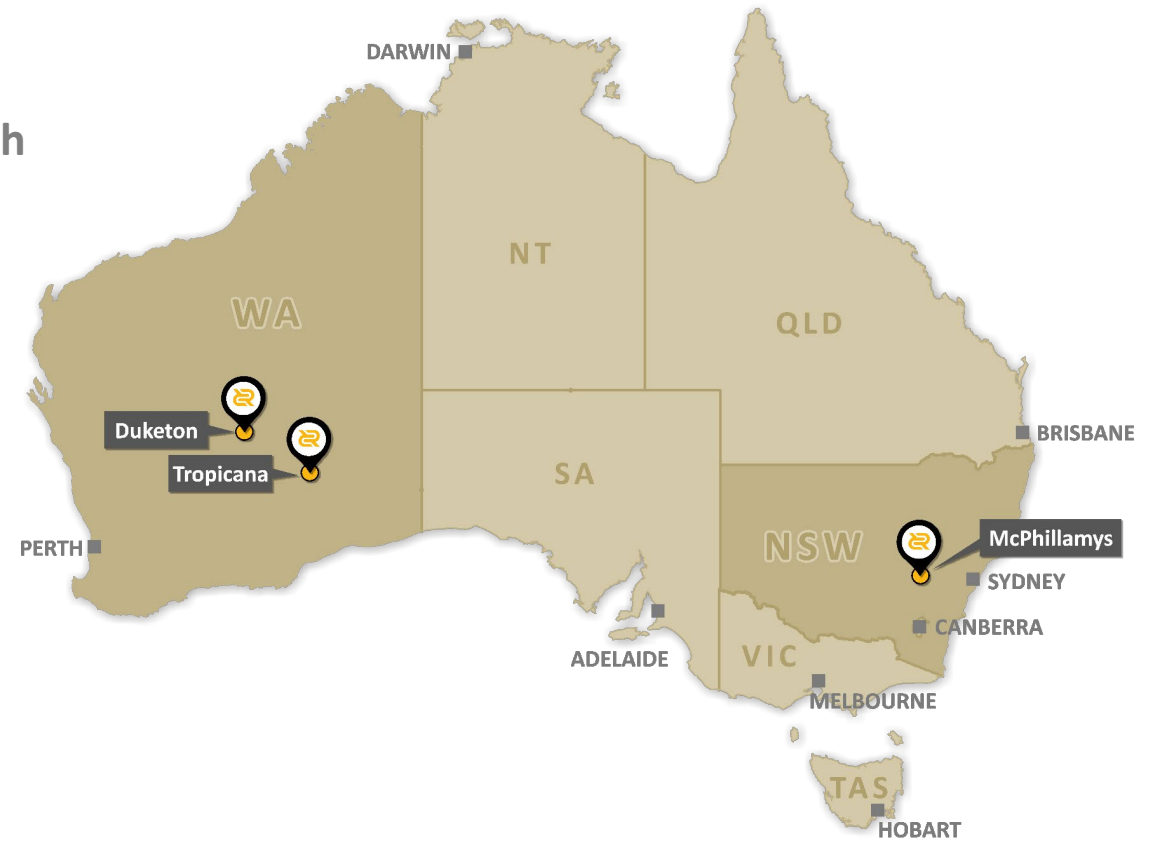 DARWIN
h
NT
WA
QLD
Duketon
BRISBANE
Tropicana
SA
McPhillamys
NSW
PERTH
SYDNEY
CANBERRA
ADELAIDE
VIC
MELBOURNE
TAS
HOBART